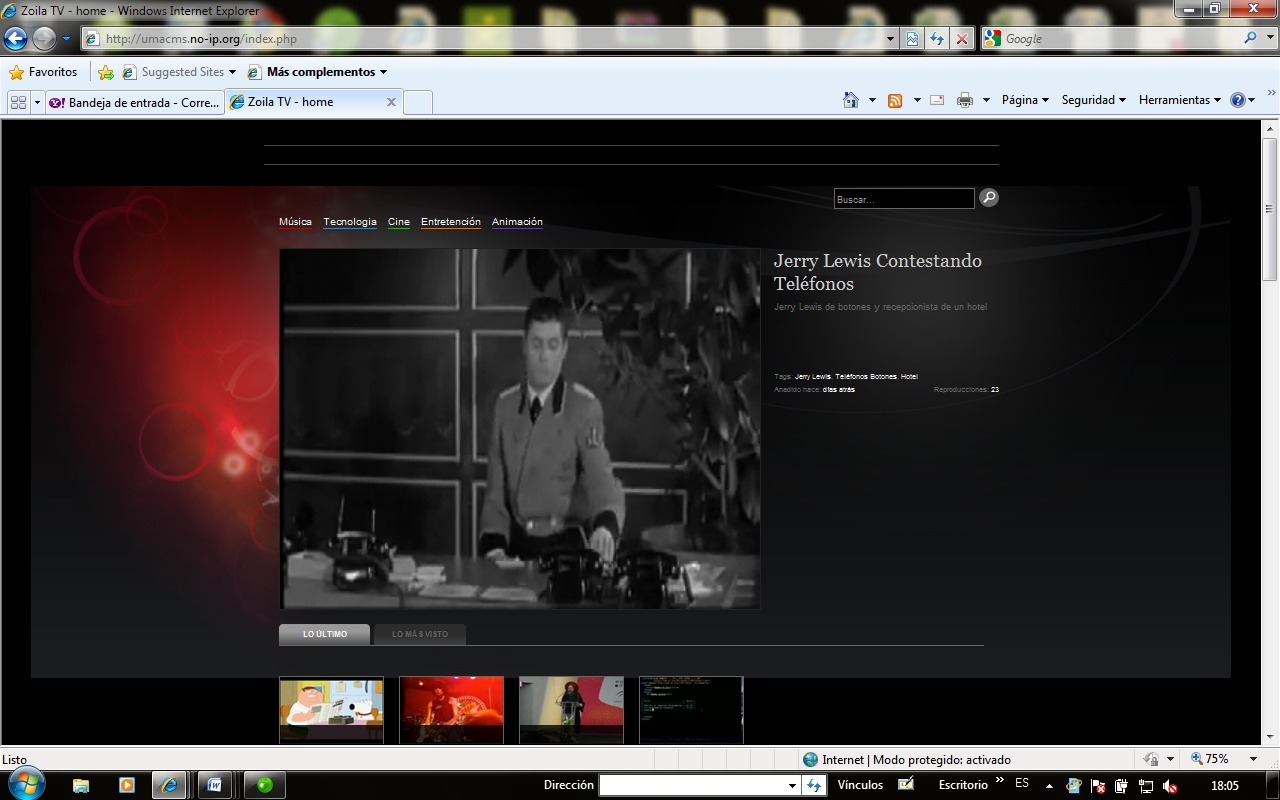 Zoila TV - home - Windows Internet Explorer
http://umacms.no-ip.org/index.php
Google
Favoritos
Suggested Sites
Más complementos
Bandeja de entrada - Corre...
Zoila TV - home
Página
Seguridad
Herramientas
Buscar...
Música Tecnologia Cine Entretención Animación
Jerry Lewis Contestando
Teléfonos
Jerry Lewis de botones y recepcionista de un hotel
Tags: Jerry Lewis, Teléfonos Botones, Hotel
Anadido hace: días atrás Reproducciones: 23
LO ÚLTIMO LO MÁS VISTO
Listo
Internet | Modo protegido: activado
75%
Dirección
Vínculos
Escritorio
ES
18:05